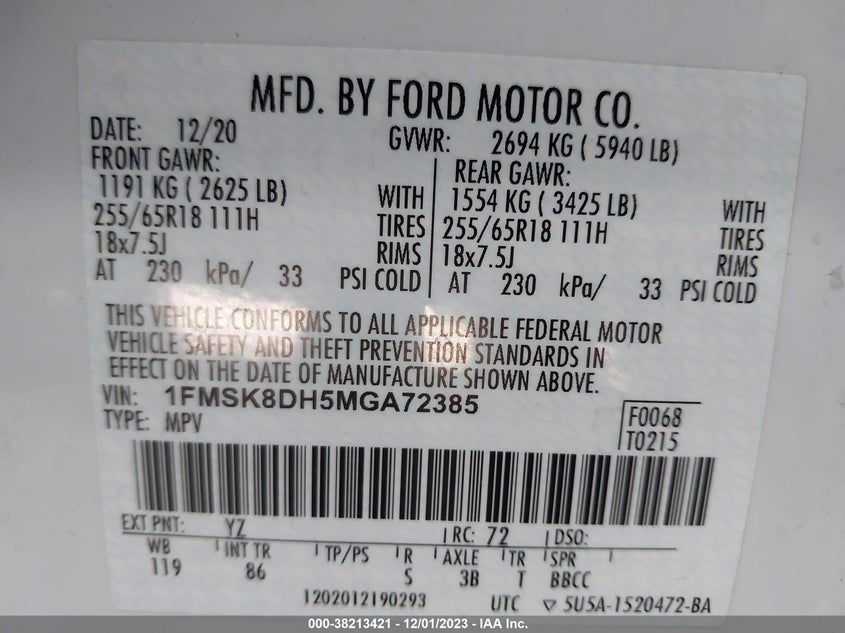 MFD. BY FORD MOTOR CO.
DATE: 12/20 GVWR: 2694 KG ( 5940 LB)
FRONT GAWR: REAR GAWR:
1191 KG ( 2625 LB) WITH 1554 KG ( 3425 LB) WITH
255/65R18 111H TIRES 255/65R18 111H TIRES
18x7.5J RIMS 18x7.5J RIMS
AT 230 kPa/ 33 PSI COLD AT 230 kPa/ 33 PSI COLD
THIS VEHICLE CONFORMS TO ALL APPLICABLE FEDERAL MOTOR
VEHICLE SAFETY AND THEFT PREVENTION STANDARDS IN
EFFECT ON THE DATE OF MANUFACTURE SHOWN ABOVE.
VIN: 1FMSK8DH5MGA72385
TYPE: MPV
F0068
T0215
EXT PNT: YZ RC: 72 DSO:
WB INT TR TP/PS R AXLE TR SPR
119 86 S 3B T BBCC
1202012190293 UTC ▽ 5U5A-1520472-BA
000-38213421 - 12/01/2023 - IAA Inc.